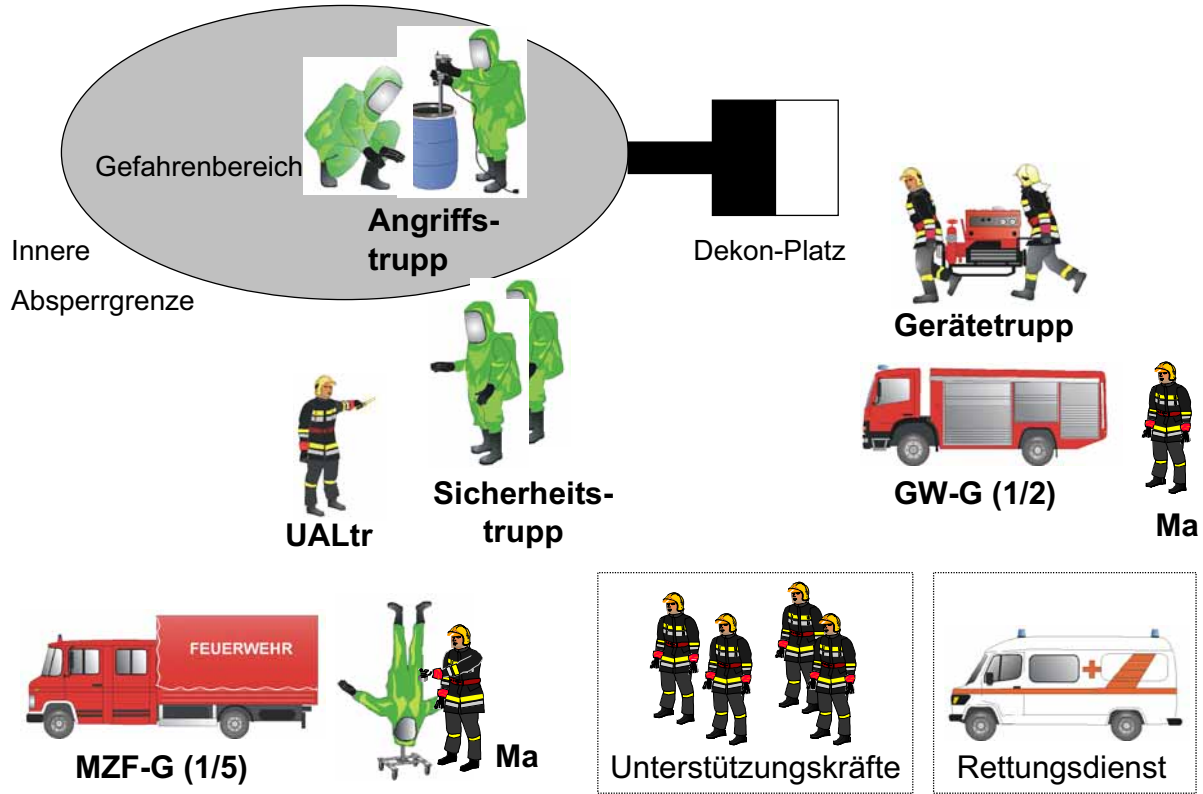 Gefahrenbereich
Angriffs-
trupp
Innere
Absperrgrenze
Dekon-Platz
Gerätetrupp
UALtr
Sicherheits-
trupp
GW-G (1/2)
Ma
FEUERWEHR
MZF-G (1/5)
Ma
Unterstützungskräfte
Rettungsdienst